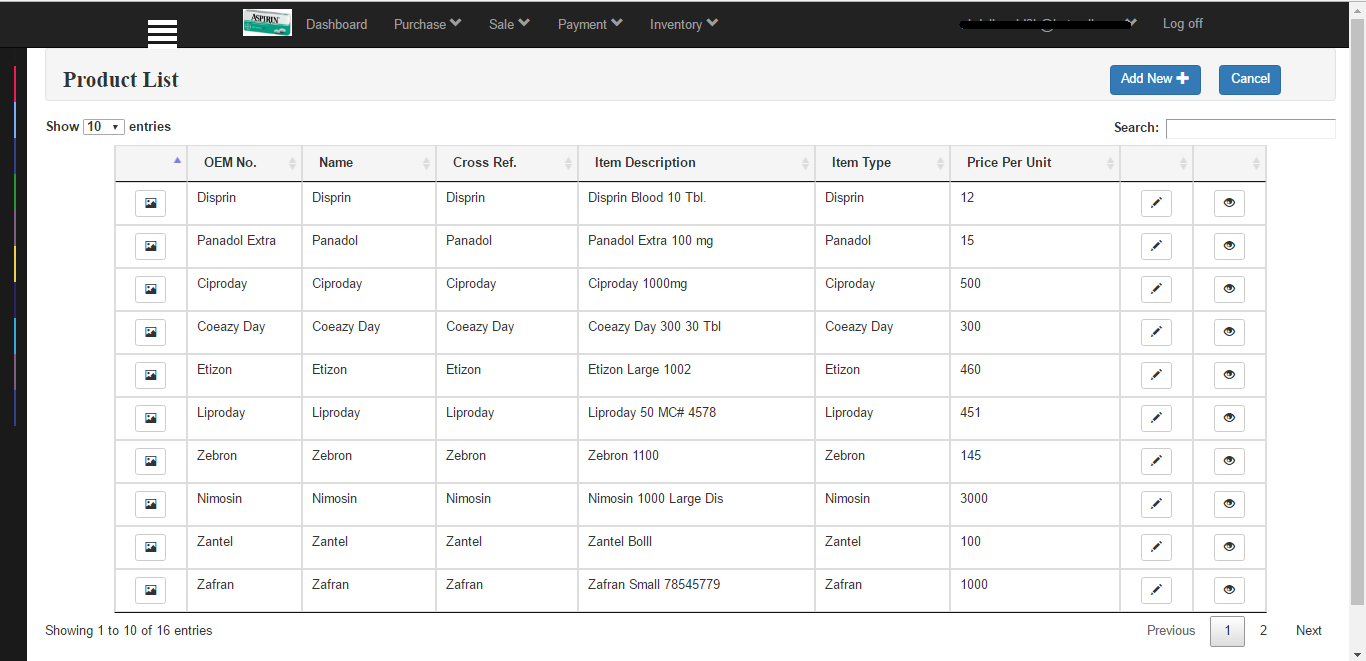 ASPIRIN Dashboard Purchase Sale Payment Inventory Log off
Product List Add New Cancel
Show 10 entries Search:
OEM No. Name Cross Ref. Item Description Item Type Price Per Unit
Disprin Disprin Disprin Disprin Blood 10 Tbl. Disprin 12
Panadol Extra Panadol Panadol Panadol Extra 100 mg Panadol 15
Ciproday Ciproday Ciproday Ciproday 1000mg Ciproday 500
Coeazy Day Coeazy Day Coeazy Day Coeazy Day 300 30 Tbl Coeazy Day 300
Etizon Etizon Etizon Etizon Large 1002 Etizon 460
Liproday Liproday Liproday Liproday 50 MC# 4578 Liproday 451
Zebron Zebron Zebron Zebron 1100 Zebron 145
Nimosin Nimosin Nimosin Nimosin 1000 Large Dis Nimosin 3000
Zantel Zantel Zantel Zantel Bolll Zantel 100
Zafran Zafran Zafran Zafran Small 78545779 Zafran 1000
Showing 1 to 10 of 16 entries Previous 1 2 Next